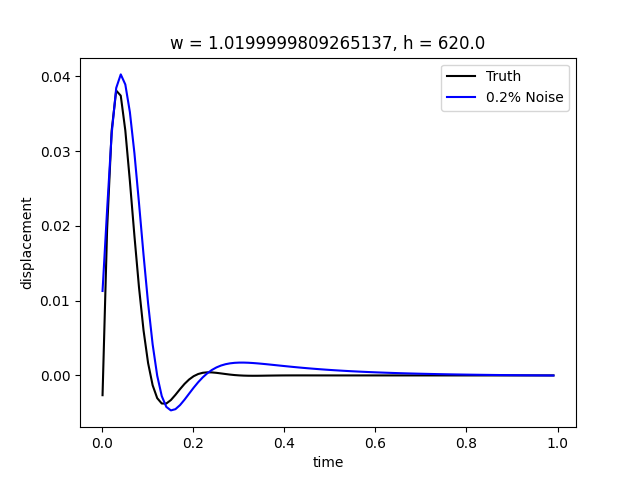 w = 1.0199999809265137, h = 620.0
Truth
0.2% Noise
displacement
0.04
0.03
0.02
0.01
0.00
0.0 0.2 0.4 0.6 0.8 1.0
time